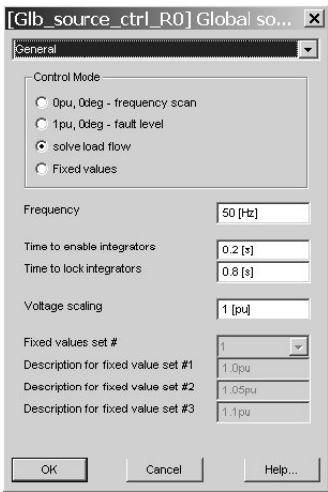 [Glb_source_ctrl_R0] Global so...
General
Control Mode
0pu, 0deg - frequency scan
1pu, 0deg - fault level
solve load flow
Fixed values
Frequency 50 [Hz]
Time to enable integrators 0.2 [s]
Time to lock integrators 0.8 [s]
Voltage scaling 1 [pu]
Fixed values set # 1
Description for fixed value set #1 1.0pu
Description for fixed value set #2 1.05pu
Description for fixed value set #3 1.1pu
OK Cancel Help...